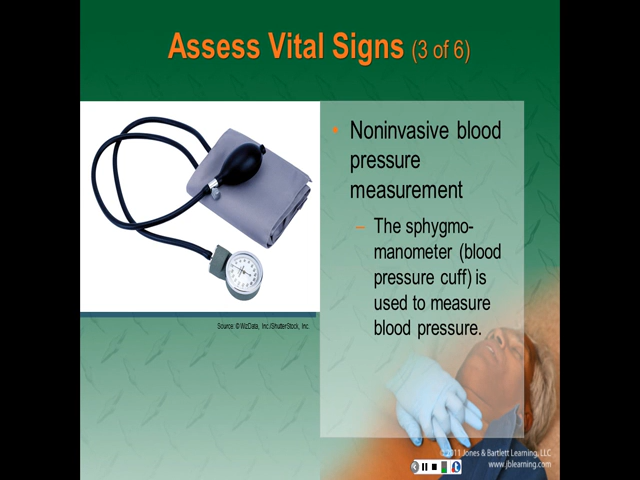 Assess Vital Signs (3 of 6)
• Noninvasive blood
pressure
measurement
– The sphygmo-
manometer (blood
pressure cuff) is
used to measure
blood pressure.
Source: © WizData, Inc./ShutterStock, Inc.
© 2011 Jones & Bartlett Learning, LLC
www.jblearning.com